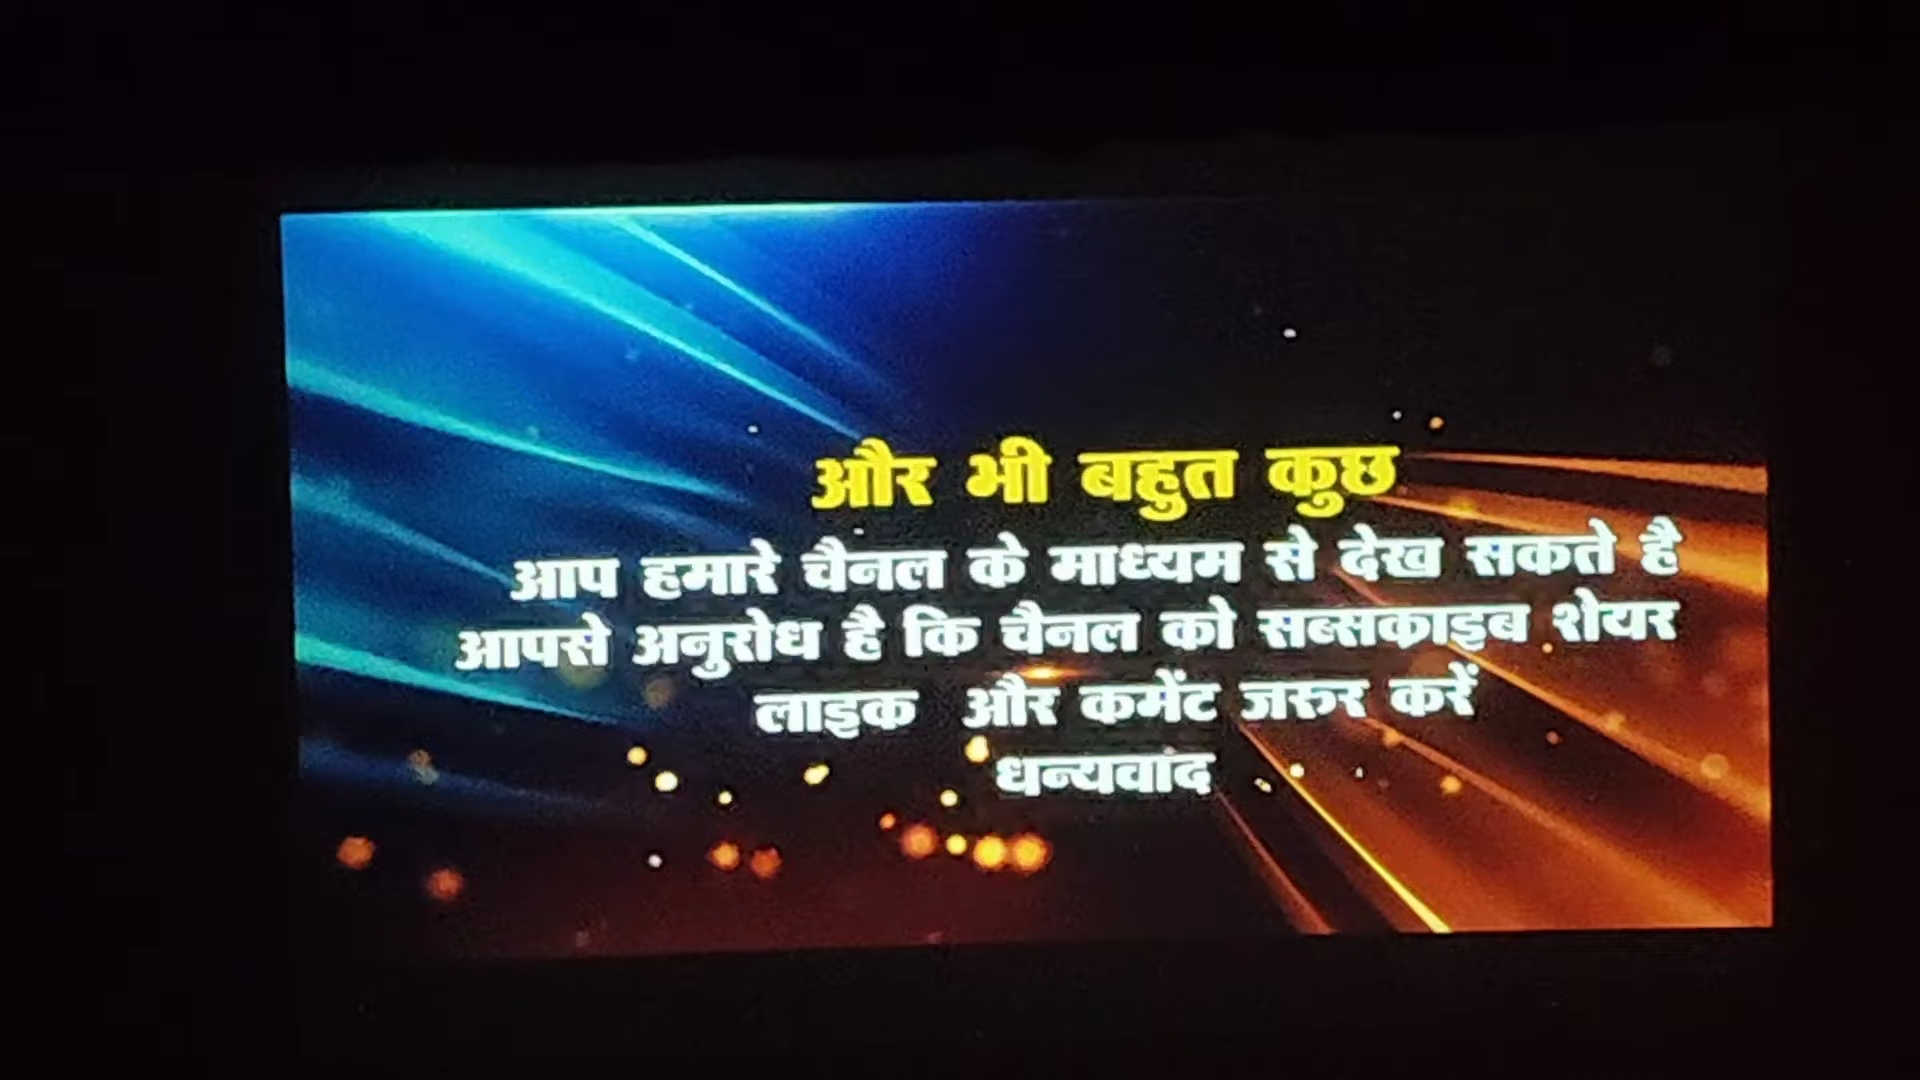 और भी बहुत कुछ
आप हमारे चैनल के माध्यम से देख सकते है
आपसे अनुरोध है कि चैनल को सब्सक्राइब शेयर
लाइक और कमेंट जरूर करें
धन्यवाद